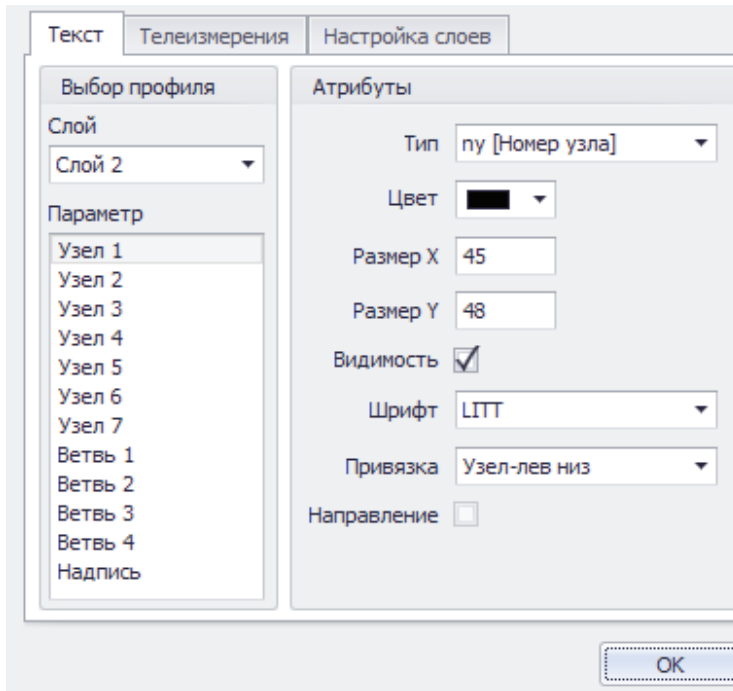 Текст
Телеизмерения
Настройка слоев
Выбор профиля
Слой
Слой 2
Параметр
Узел 1
Узел 2
Узел 3
Узел 4
Узел 5
Узел 6
Узел 7
Ветвь 1
Ветвь 2
Ветвь 3
Ветвь 4
Надпись
Атрибуты
Тип ny [Номер узла]
Цвет
Размер X 45
Размер Y 48
Видимость
Шрифт LITT
Привязка Узел-лев низ
Направление
OK